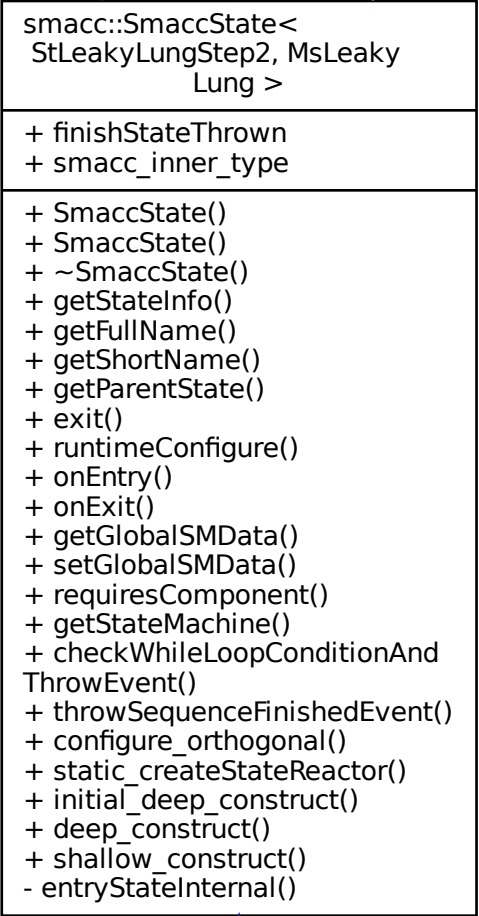 smacc::SmaccState<
StLeakyLungStep2, MsLeaky
Lung >
+ finishStateThrown
+ smacc_inner_type
+ SmaccState()
+ SmaccState()
+ ~SmaccState()
+ getStateInfo()
+ getFullName()
+ getShortName()
+ getParentState()
+ exit()
+ runtimeConfigure()
+ onEntry()
+ onExit()
+ getGlobalSMData()
+ setGlobalSMData()
+ requiresComponent()
+ getStateMachine()
+ checkWhileLoopConditionAnd
ThrowEvent()
+ throwSequenceFinishedEvent()
+ configure_orthogonal()
+ static_createStateReactor()
+ initial_deep_construct()
+ deep_construct()
+ shallow_construct()
- entryStateInternal()